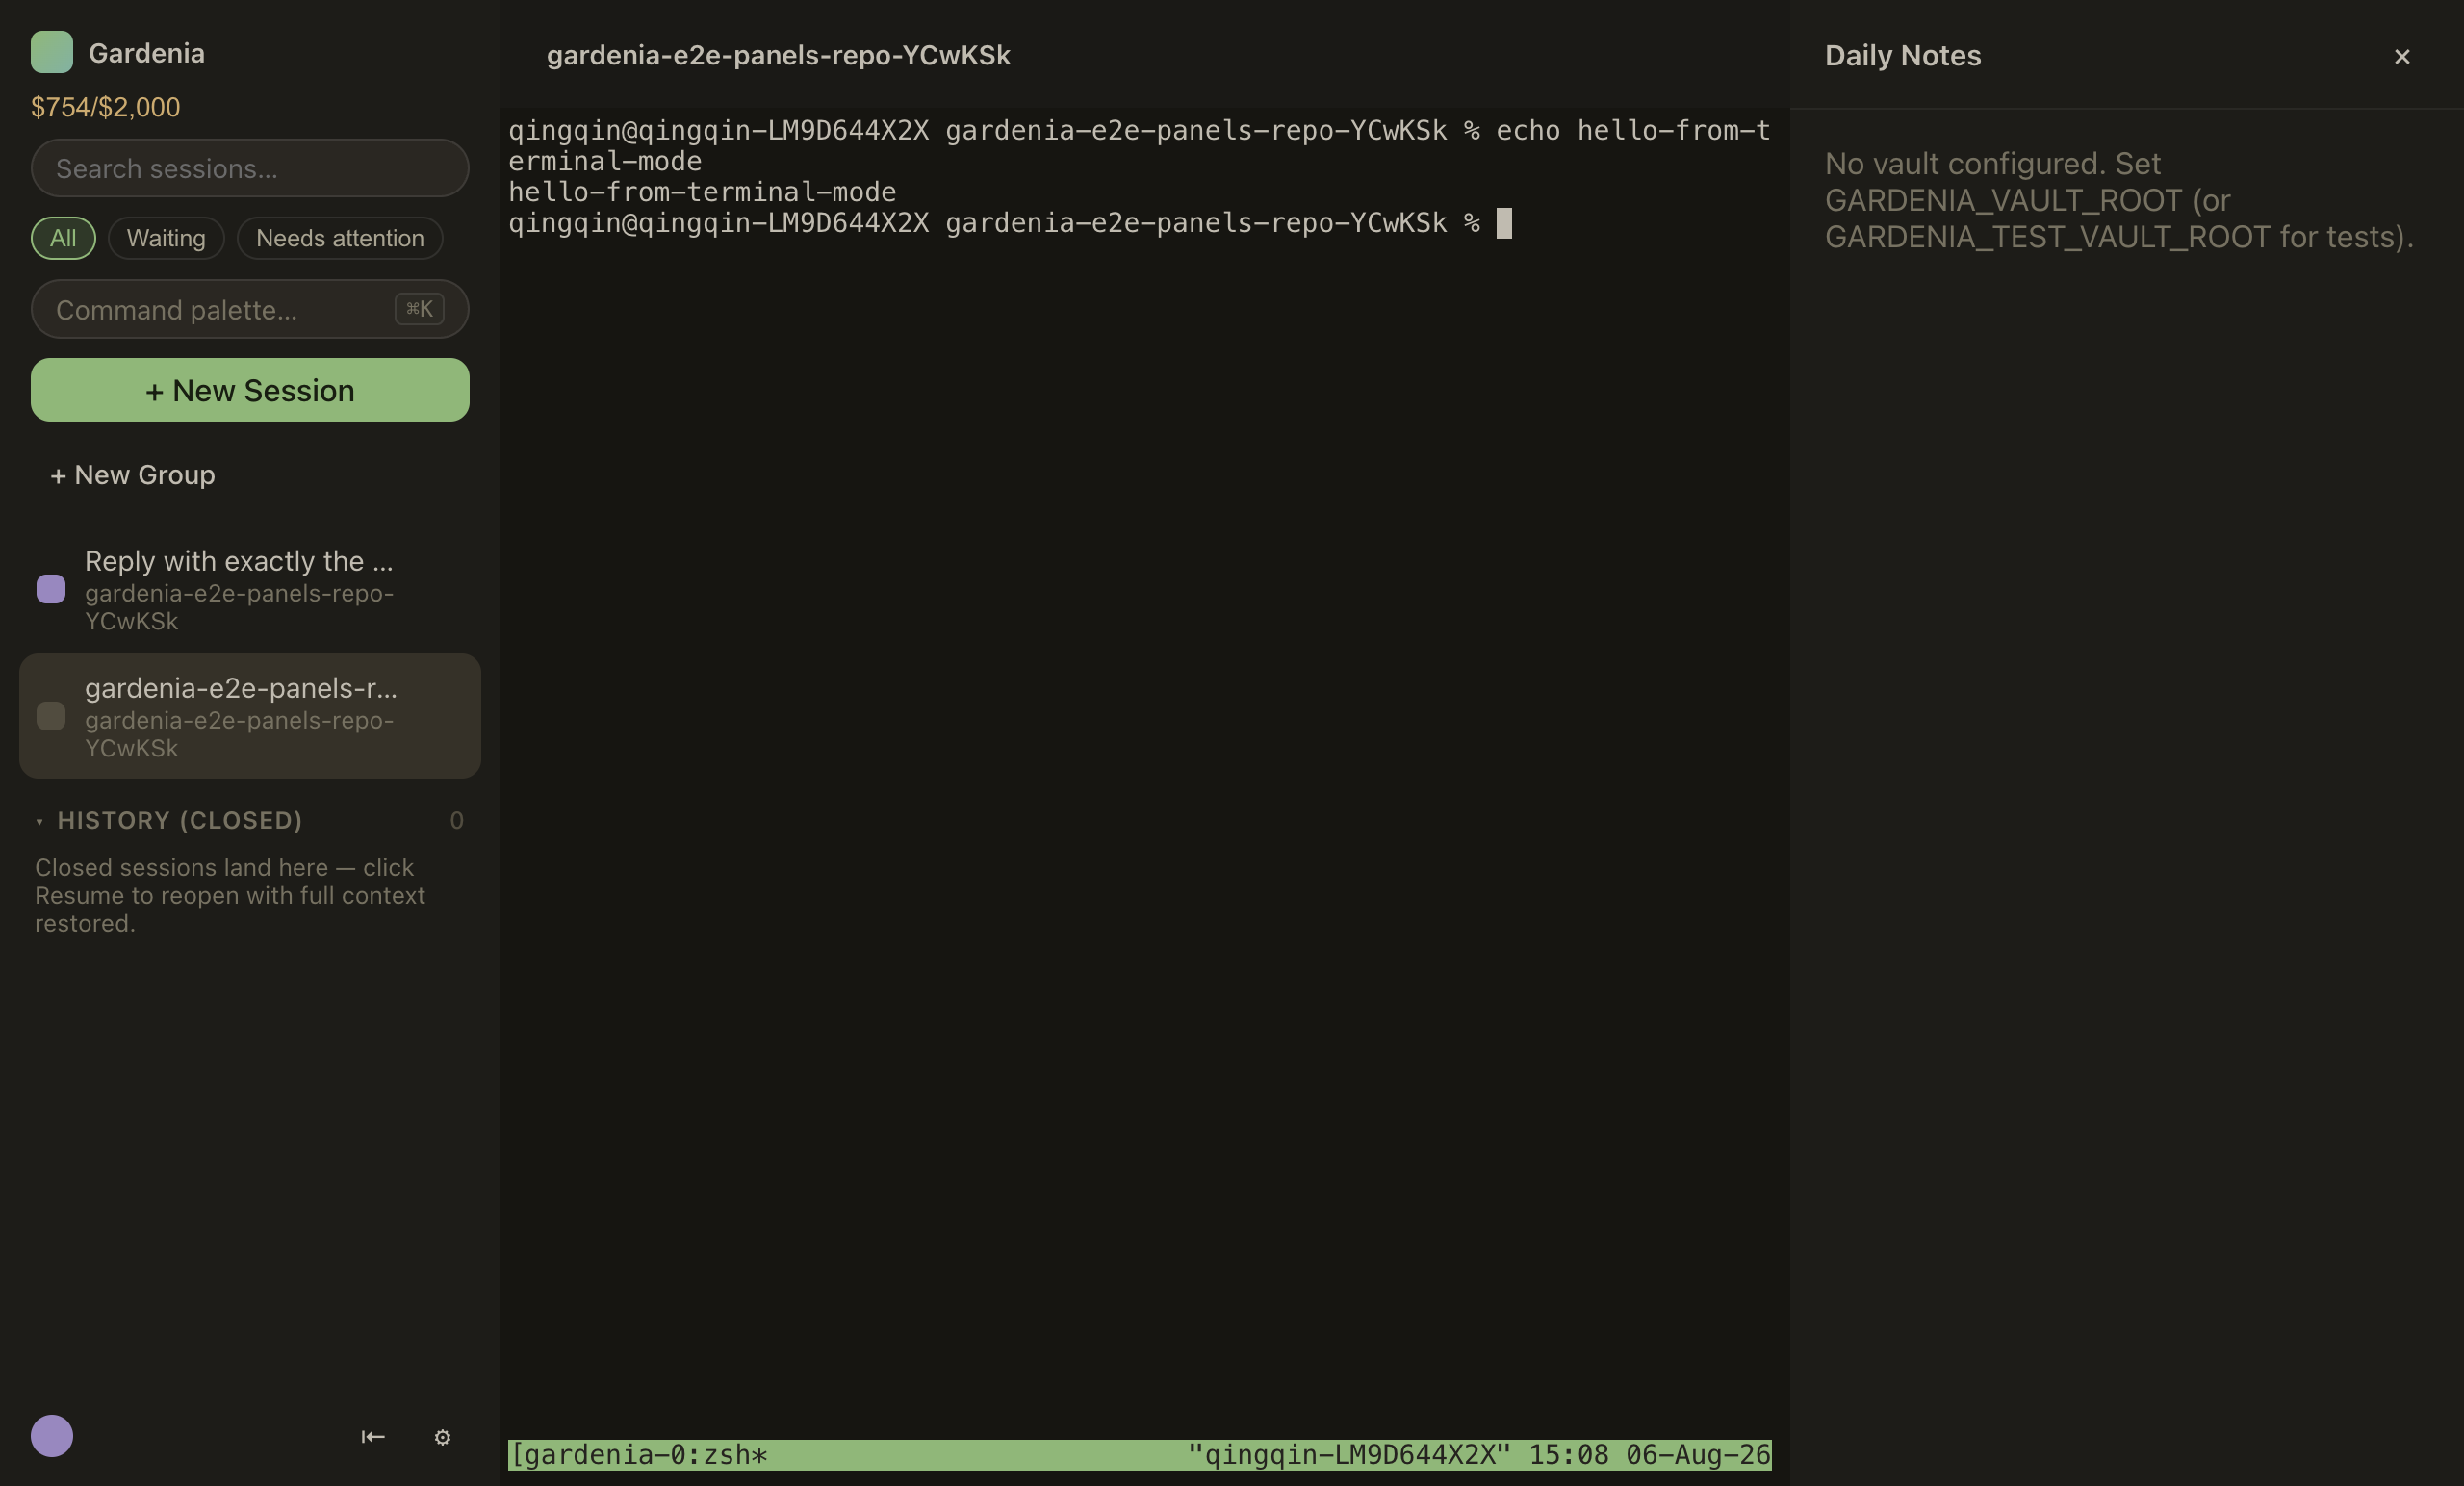 Gardenia
$754/$2,000
Search sessions...
All
Waiting
Needs attention
Command palette...
⌘K
+ New Session
+ New Group
Reply with exactly the ...
gardenia-e2e-panels-repo-
YCwKSk
gardenia-e2e-panels-r...
gardenia-e2e-panels-repo-
YCwKSk
▾ HISTORY (CLOSED) 0
Closed sessions land here — click
Resume to reopen with full context
restored.
gardenia-e2e-panels-repo-YCwKSk
qingqin@qingqin-LM9D644X2X gardenia-e2e-panels-repo-YCwKSk % echo hello-from-t
erminal-mode
hello-from-terminal-mode
qingqin@qingqin-LM9D644X2X gardenia-e2e-panels-repo-YCwKSk %
[gardenia-0:zsh* "qingqin-LM9D644X2X" 15:08 06-Aug-26
Daily Notes
×
No vault configured. Set
GARDENIA_VAULT_ROOT (or
GARDENIA_TEST_VAULT_ROOT for tests).